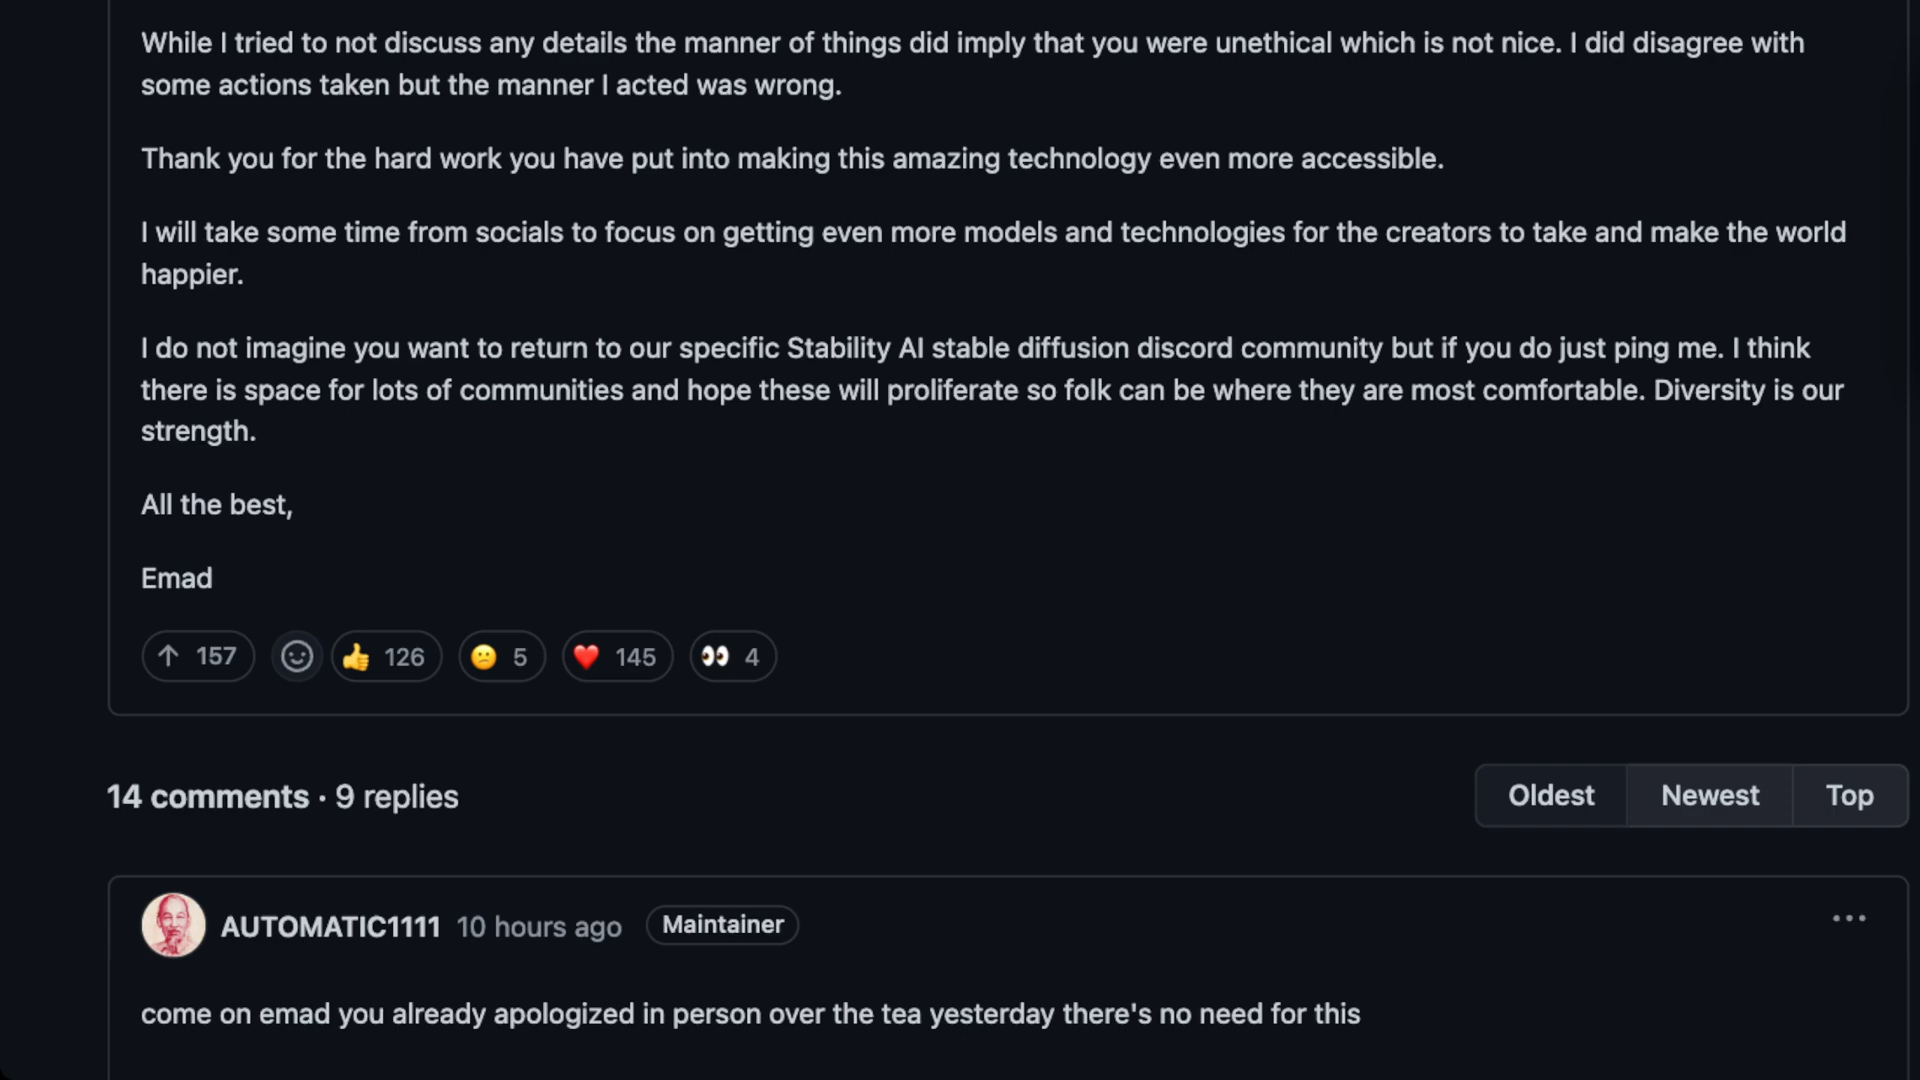 While I tried to not discuss any details the manner of things did imply that you were unethical which is not nice. I did disagree with
some actions taken but the manner I acted was wrong.
Thank you for the hard work you have put into making this amazing technology even more accessible.
I will take some time from socials to focus on getting even more models and technologies for the creators to take and make the world
happier.
I do not imagine you want to return to our specific Stability AI stable diffusion discord community but if you do just ping me. I think
there is space for lots of communities and hope these will proliferate so folk can be where they are most comfortable. Diversity is our
strength.
All the best,
Emad
↑ 157 👍 126 😕 5 ❤️ 145 👀 4
14 comments · 9 replies Oldest Newest Top
AUTOMATIC1111 10 hours ago Maintainer ...
come on emad you already apologized in person over the tea yesterday there's no need for this